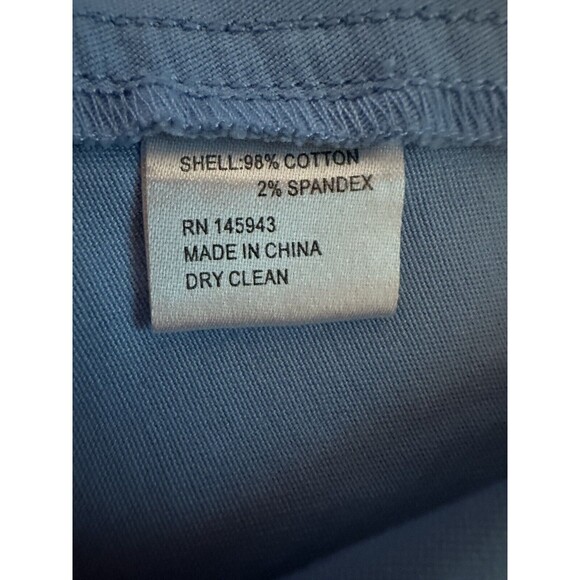 SHELL:98% COTTON
2% SPANDEX
RN 145943
MADE IN CHINA
DRY CLEAN